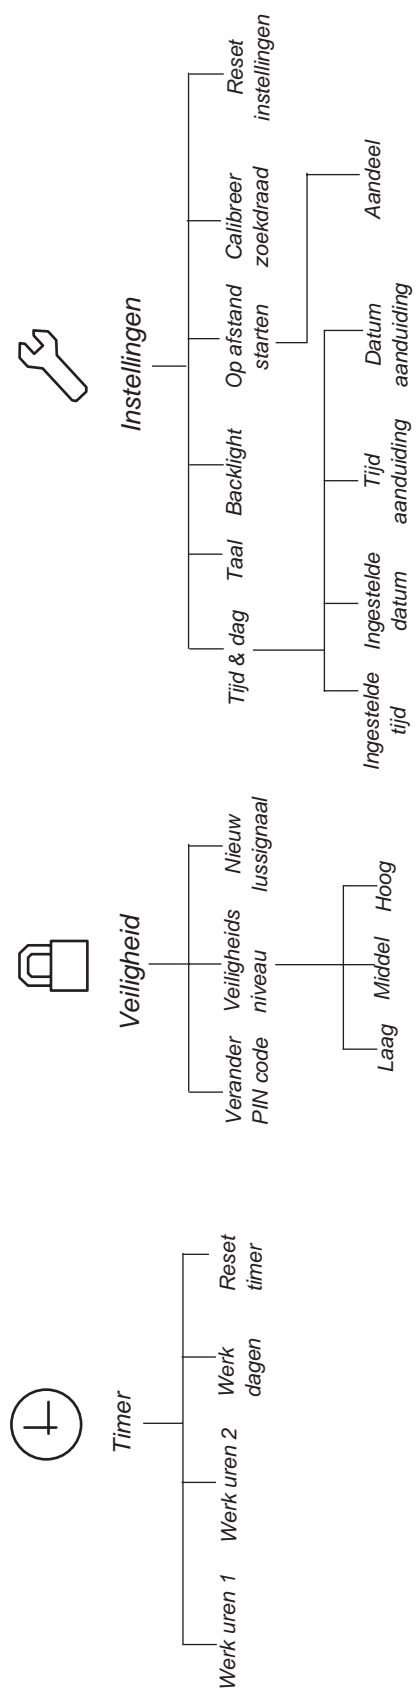 Timer
Werk uren 1
Werk uren 2
Werk
dagen
Reset
timer
Veiligheid
Verander
PIN code
Veiligheids
niveau
Nieuw
lussignaal
Laag
Middel
Hoog
Instellingen
Tijd & dag
Taal
Backlight
Op afstand
starten
Calibreer
zoekdraad
Reset
instellingen
Ingestelde
tijd
Ingestelde
datum
Tijd
aanduiding
Datum
aanduiding
Aandeel